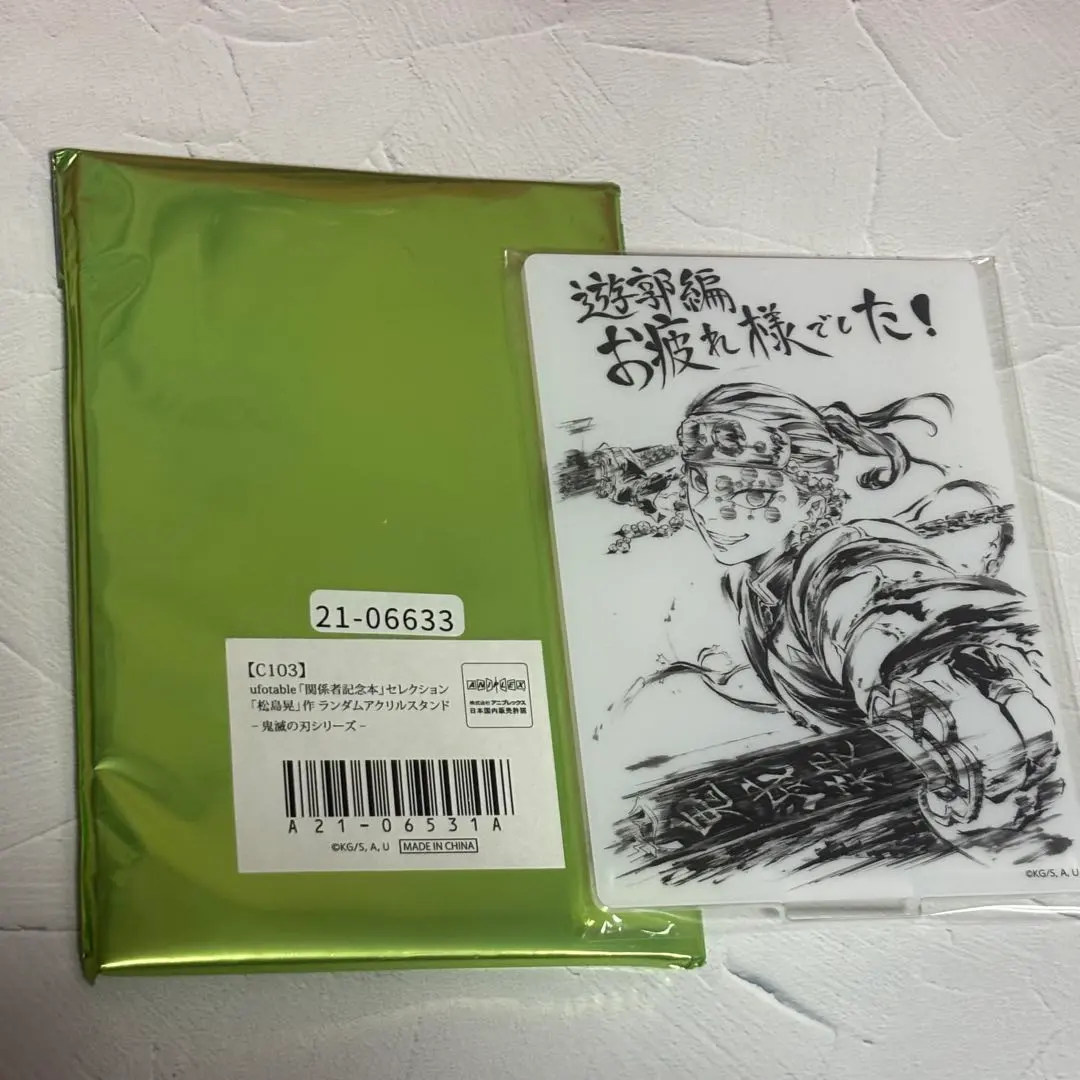 21-06633
【C103】
ufotable「関係者記念本」セレクション
「松島晃」作 ランダムアクリルスタンド
- 鬼滅の刃シリーズ -
ANIPLEX
株式会社アニプレックス
日本国内販売許諾
A21-06531A
©KG/S, A, U MADE IN CHINA
遊郭編
お疲れ様でした!
©KG/S, A, U